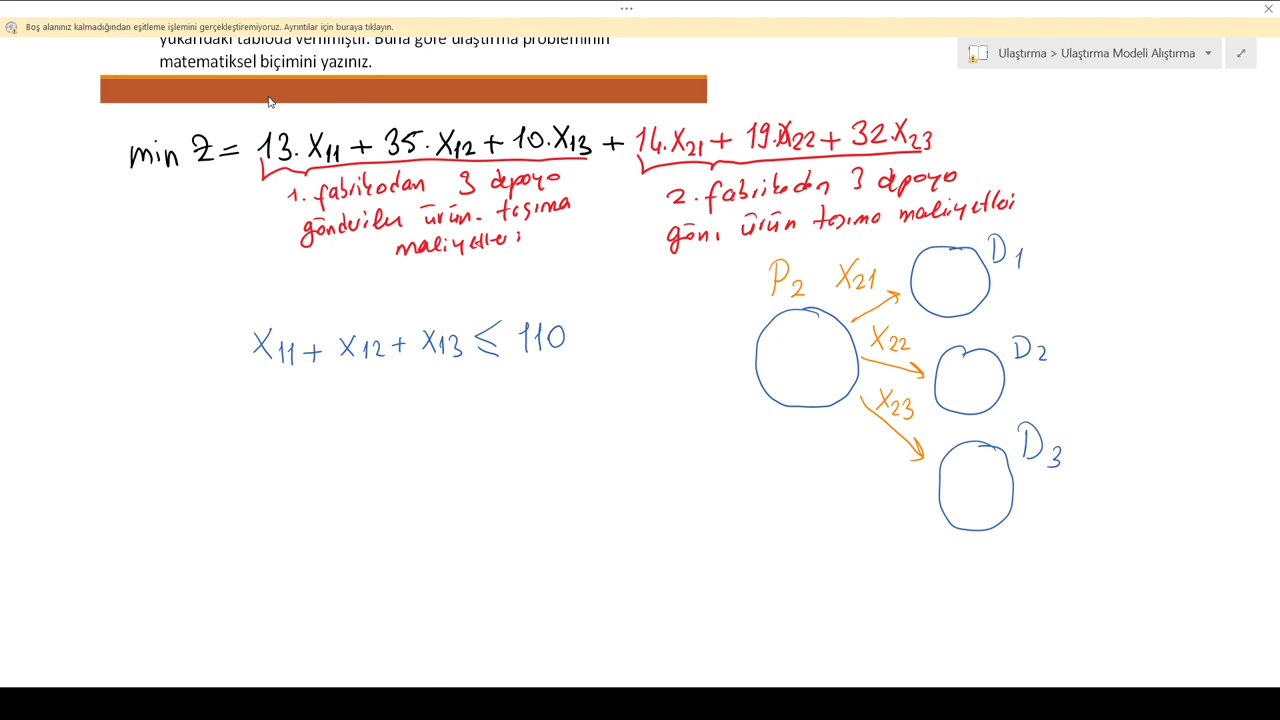 Boş alanınız kalmadığından eşitleme işlemini gerçekleştiremiyoruz. Ayrıntılar için buraya tıklayın.
yukarıdaki tabloda verilmiştir. Buna göre ulaştırma probleminin
matematiksel biçimini yazınız.
Ulaştırma > Ulaştırma Modeli Alıştırma
min Z = 13.X11 + 35.X12 + 10.X13 + 14.X21 + 19.X22 + 32.X23
1. fabrikadan 3 depoya
gönderilen ürün. taşıma
maliyetleri
2. fabrikadan 3 depoya
gön. ürün taşıma maliyetleri
P2 X21 D1
X11 + X12 + X13 ≤ 110
X22 D2
X23 D3